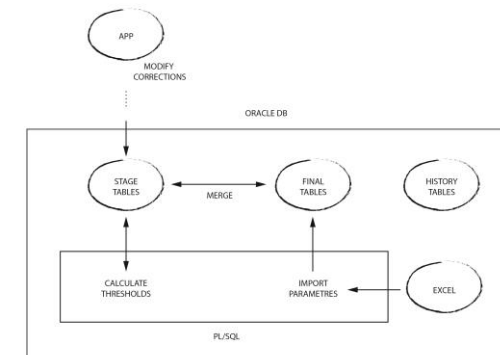 APP
MODIFY
CORRECTIONS
ORACLE DB
STAGE
TABLES
MERGE
FINAL
TABLES
HISTORY
TABLES
CALCULATE
THRESHOLDS
IMPORT
PARAMETRES
EXCEL
PL/SQL